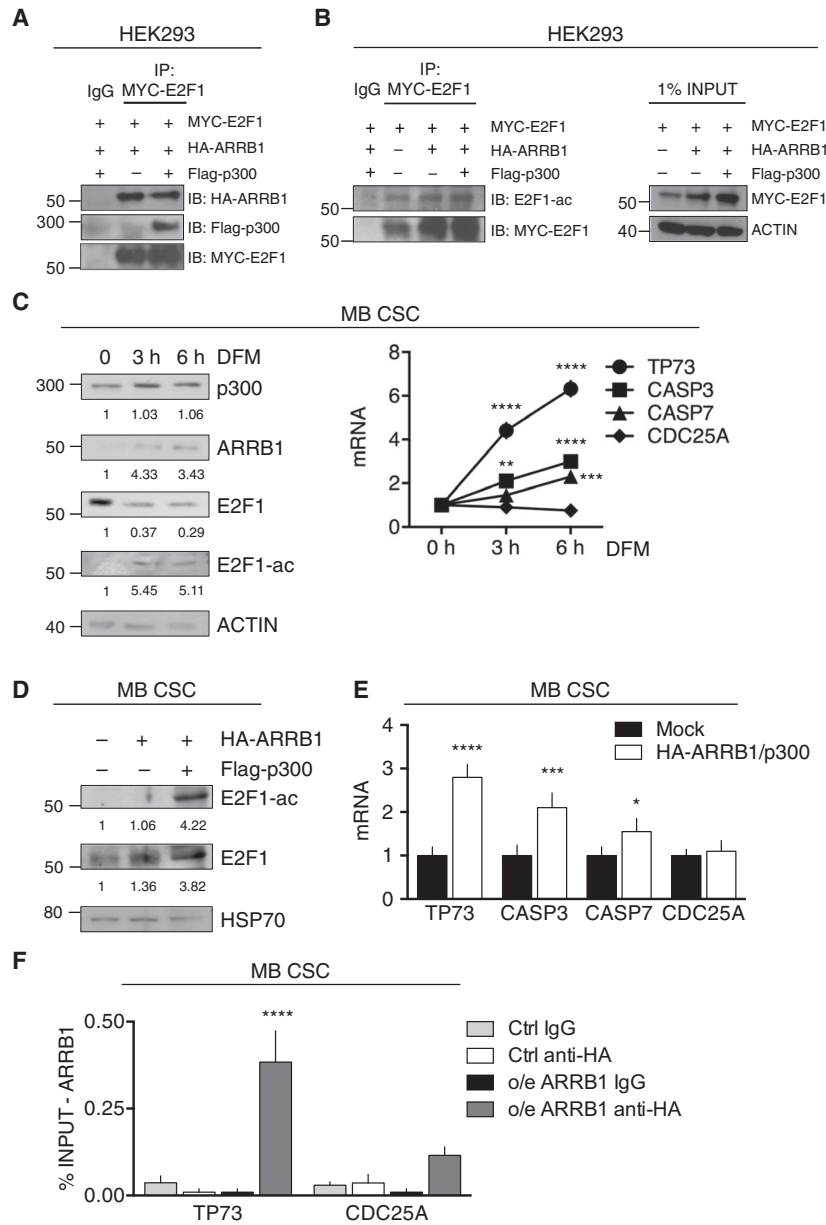 A
HEK293
IP:
IgG MYC-E2F1
+ + + MYC-E2F1
+ + + HA-ARRB1
+ − + Flag-p300
50 IB: HA-ARRB1
300 IB: Flag-p300
50 IB: MYC-E2F1
B
HEK293
IP:
IgG MYC-E2F1
+ + + + MYC-E2F1
+ − + + HA-ARRB1
+ − − + Flag-p300
50 IB: E2F1-ac
50 IB: MYC-E2F1
1% INPUT
+ + + MYC-E2F1
− + + HA-ARRB1
− − + Flag-p300
50 MYC-E2F1
40 ACTIN
C
MB CSC
0 3 h 6 h DFM
300 p300
1 1.03 1.06
50 ARRB1
1 4.33 3.43
50 E2F1
1 0.37 0.29
50 E2F1-ac
1 5.45 5.11
40 ACTIN
mRNA
8
6
4
2
0
0 h 3 h 6 h DFM
****
****
**
****
***
TP73
CASP3
CASP7
CDC25A
D
MB CSC
− + + HA-ARRB1
− − + Flag-p300
50 E2F1-ac
1 1.06 4.22
50 E2F1
1 1.36 3.82
80 HSP70
E
MB CSC
mRNA
4
3
2
1
0
****
***
*
Mock
HA-ARRB1/p300
TP73 CASP3 CASP7 CDC25A
F
MB CSC
% INPUT - ARRB1
0.50
0.25
0.00
****
TP73 CDC25A
Ctrl IgG
Ctrl anti-HA
o/e ARRB1 IgG
o/e ARRB1 anti-HA